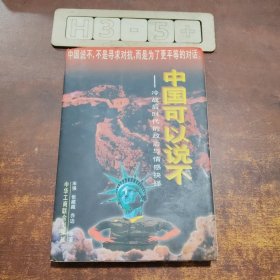 H3-5+
中国说不,不是寻求对抗,而是为了更平等的对话
中国可以说不
——冷战后时代的政治与情感抉择
宋强 张藏藏 乔边
中华工商联合出版社